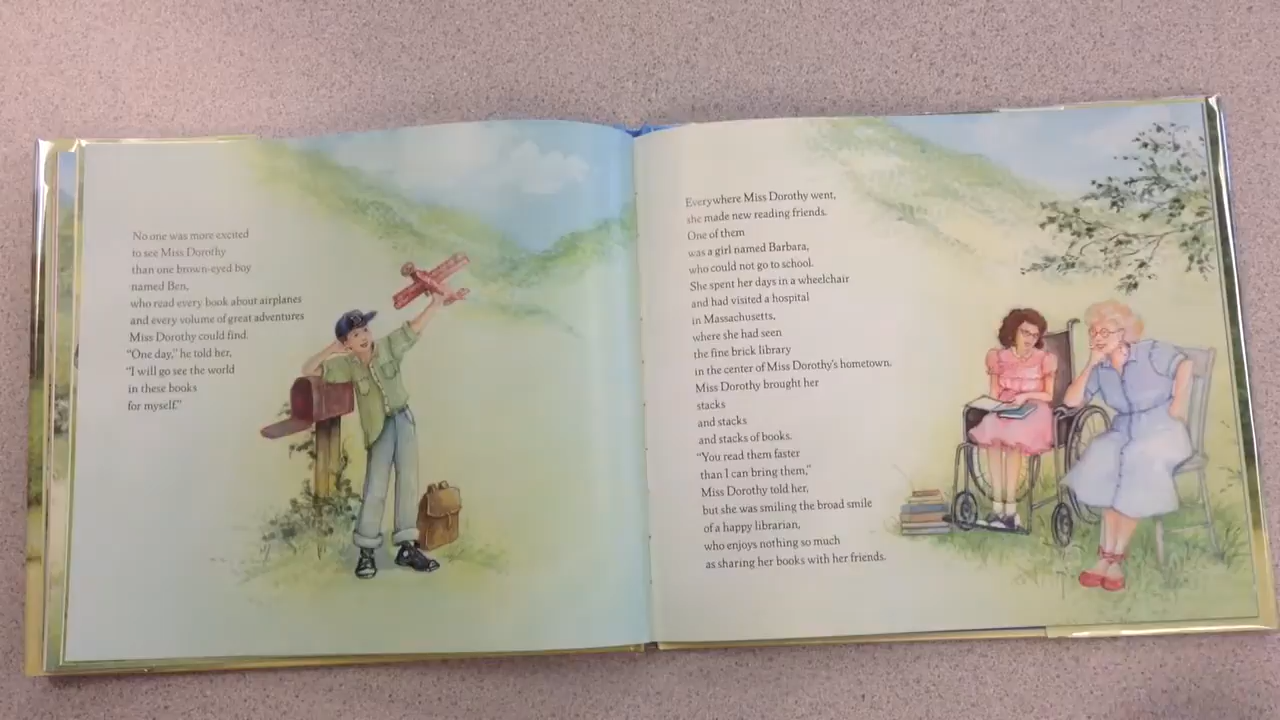 No one was more excited
to see Miss Dorothy
than one brown-eyed boy
named Ben,
who read every book about airplanes
and every volume of great adventures
Miss Dorothy could find.
“One day,” he told her,
“I will go see the world
in these books
for myself.”
Everywhere Miss Dorothy went,
she made new reading friends.
One of them
was a girl named Barbara,
who could not go to school.
She spent her days in a wheelchair
and had visited a hospital
in Massachusetts,
where she had seen
the fine brick library
in the center of Miss Dorothy’s hometown.
Miss Dorothy brought her
stacks
and stacks
and stacks of books.
“You read them faster
than I can bring them,”
Miss Dorothy told her,
but she was smiling the broad smile
of a happy librarian,
who enjoys nothing so much
as sharing her books with her friends.